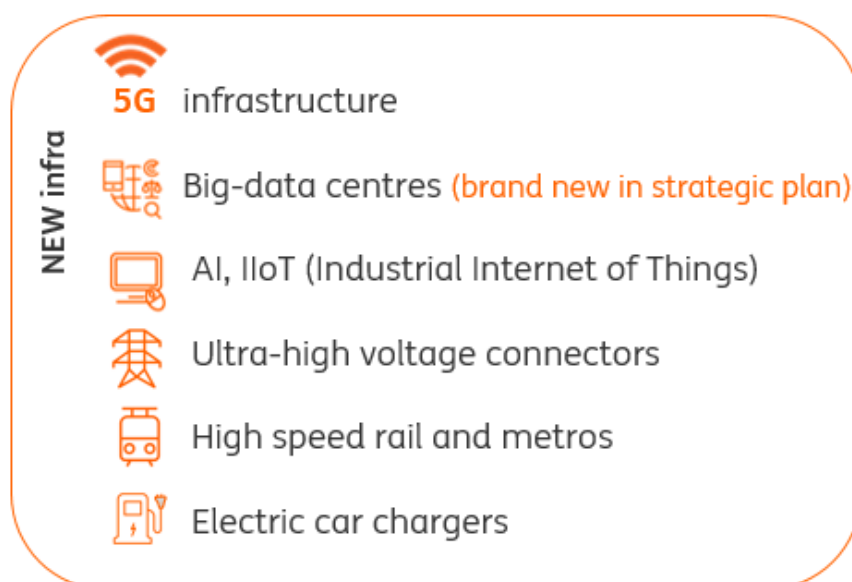 NEW infra
5G infrastructure
Big-data centres (brand new in strategic plan)
AI, IIoT (Industrial Internet of Things)
Ultra-high voltage connectors
High speed rail and metros
Electric car chargers